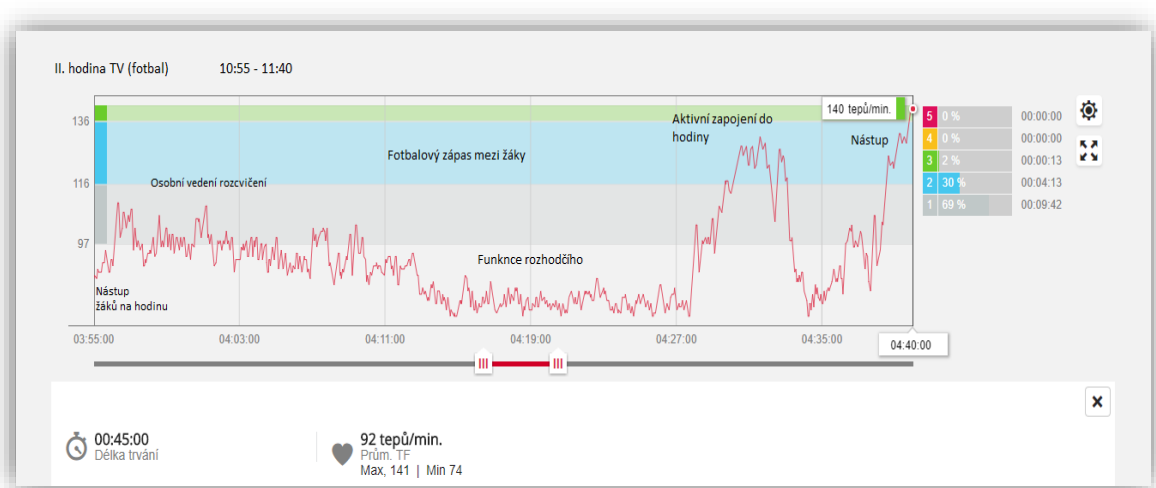 II. hodina TV (fotbal) 10:55 - 11:40
136
116
97
140 tepů/min.
Aktivní zapojení do
hodiny
Nástup
Fotbalový zápas mezi žáky
Osobní vedení rozcvičení
Funknce rozhodčího
Nástup
žáků na hodinu
5 0 % 00:00:00
4 0 % 00:00:00
3 2 % 00:00:13
2 30 % 00:04:13
1 69 % 00:09:42
03:55:00 04:03:00 04:11:00 04:19:00 04:27:00 04:35:00 04:40:00
00:45:00
Délka trvání
92 tepů/min.
Prům. TF
Max, 141 | Min 74